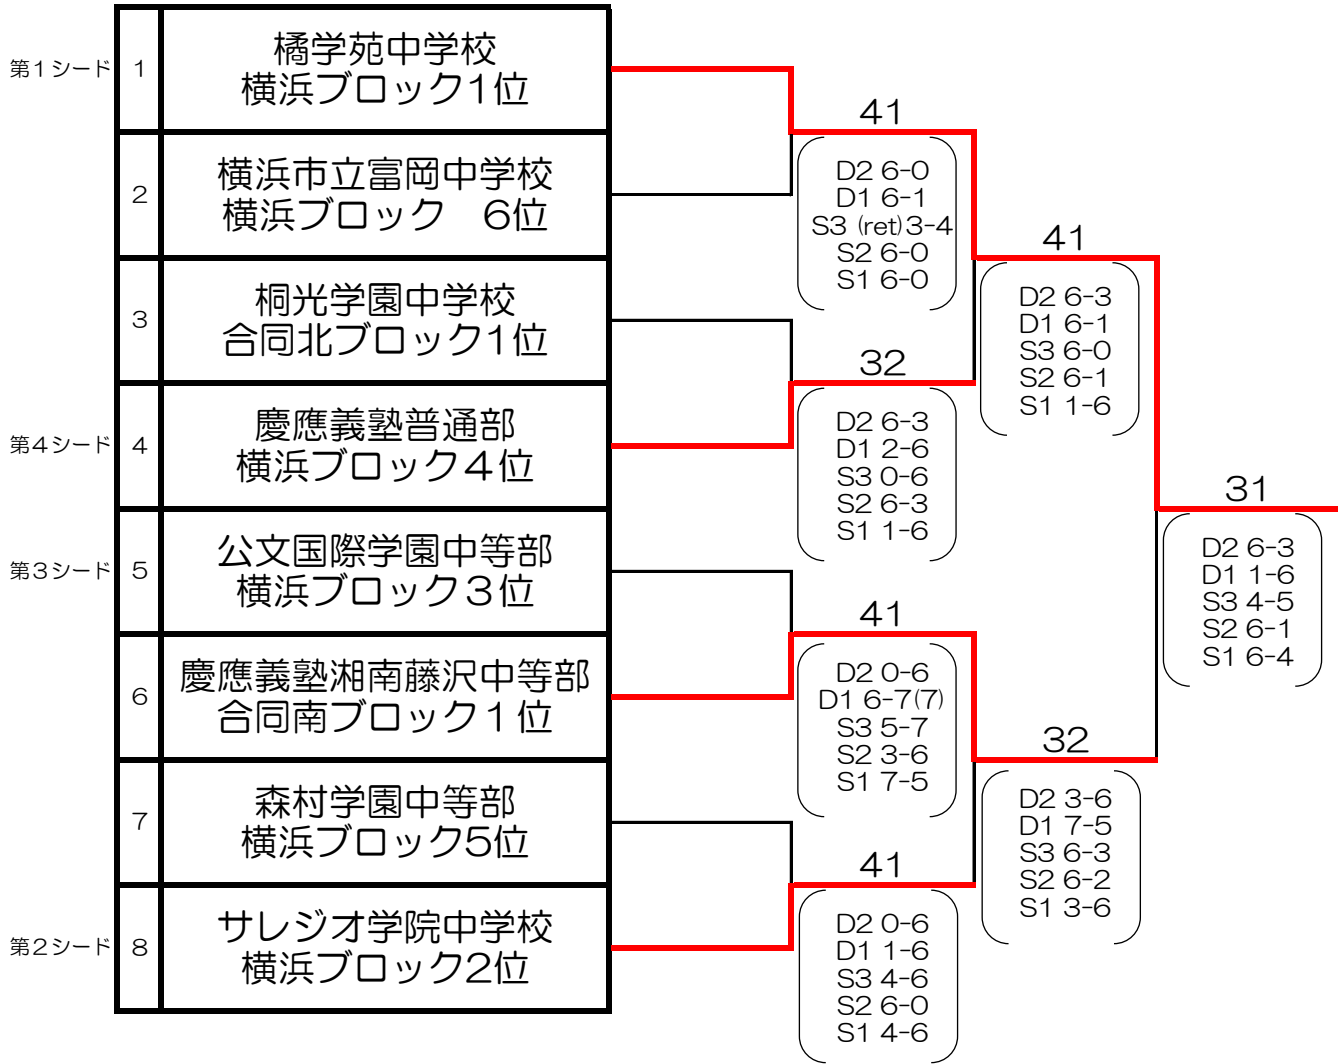 第1シード
1
橘学苑中学校
横浜ブロック1位
2
横浜市立富岡中学校
横浜ブロック　6位
3
桐光学園中学校
合同北ブロック1位
第4シード
4
慶應義塾普通部
横浜ブロック4位
第3シード
5
公文国際学園中等部
横浜ブロック3位
6
慶應義塾湘南藤沢中等部
合同南ブロック1位
7
森村学園中等部
横浜ブロック5位
第2シード
8
サレジオ学院中学校
横浜ブロック2位
41
D2 6-0
D1 6-1
S3 (ret)3-4
S2 6-0
S1 6-0
32
D2 6-3
D1 2-6
S3 0-6
S2 6-3
S1 1-6
41
D2 0-6
D1 6-7(7)
S3 5-7
S2 3-6
S1 7-5
41
D2 0-6
D1 1-6
S3 4-6
S2 6-0
S1 4-6
41
D2 6-3
D1 6-1
S3 6-0
S2 6-1
S1 1-6
32
D2 3-6
D1 7-5
S3 6-3
S2 6-2
S1 3-6
31
D2 6-3
D1 1-6
S3 4-5
S2 6-1
S1 6-4